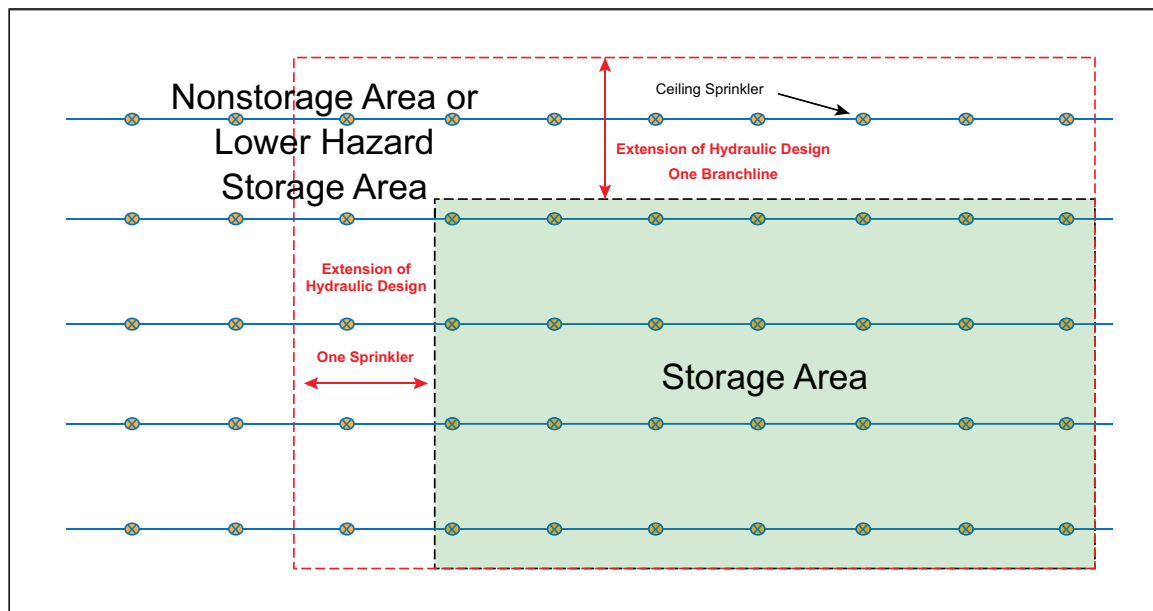 Nonstorage Area or
Lower Hazard
Storage Area
Ceiling Sprinkler
Extension of Hydraulic Design
One Branchline
Extension of
Hydraulic Design
One Sprinkler
Storage Area